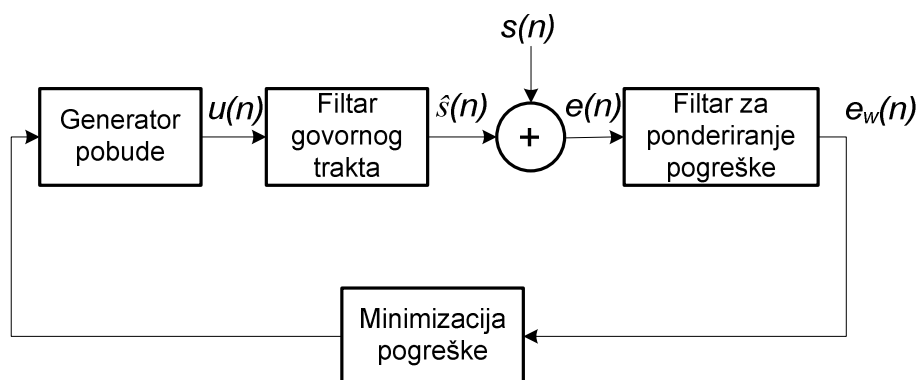 s(n)
Generator
pobude
u(n)
Filtar
govornog
trakta
ŝ(n)
+
e(n)
Filtar za
ponderiranje
pogreške
e_w(n)
Minimizacija
pogreške